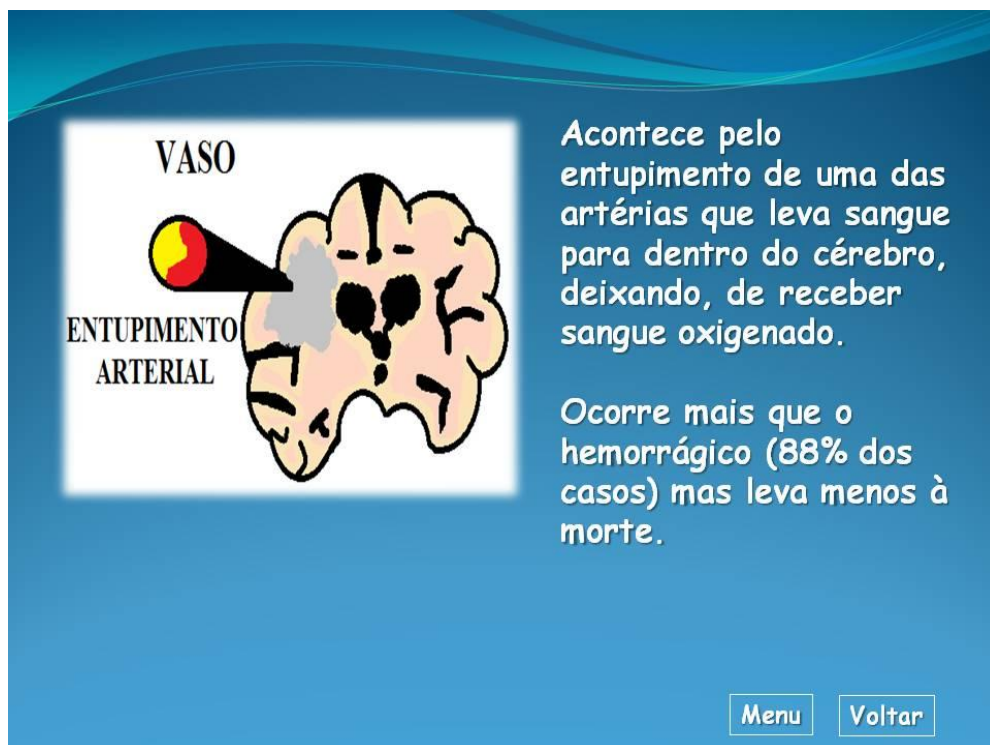 VASO
ENTUPIMENTO
ARTERIAL
Acontece pelo
entupimento de uma das
artérias que leva sangue
para dentro do cérebro,
deixando, de receber
sangue oxigenado.
Ocorre mais que o
hemorrágico (88% dos
casos) mas leva menos à
morte.
Menu
Voltar